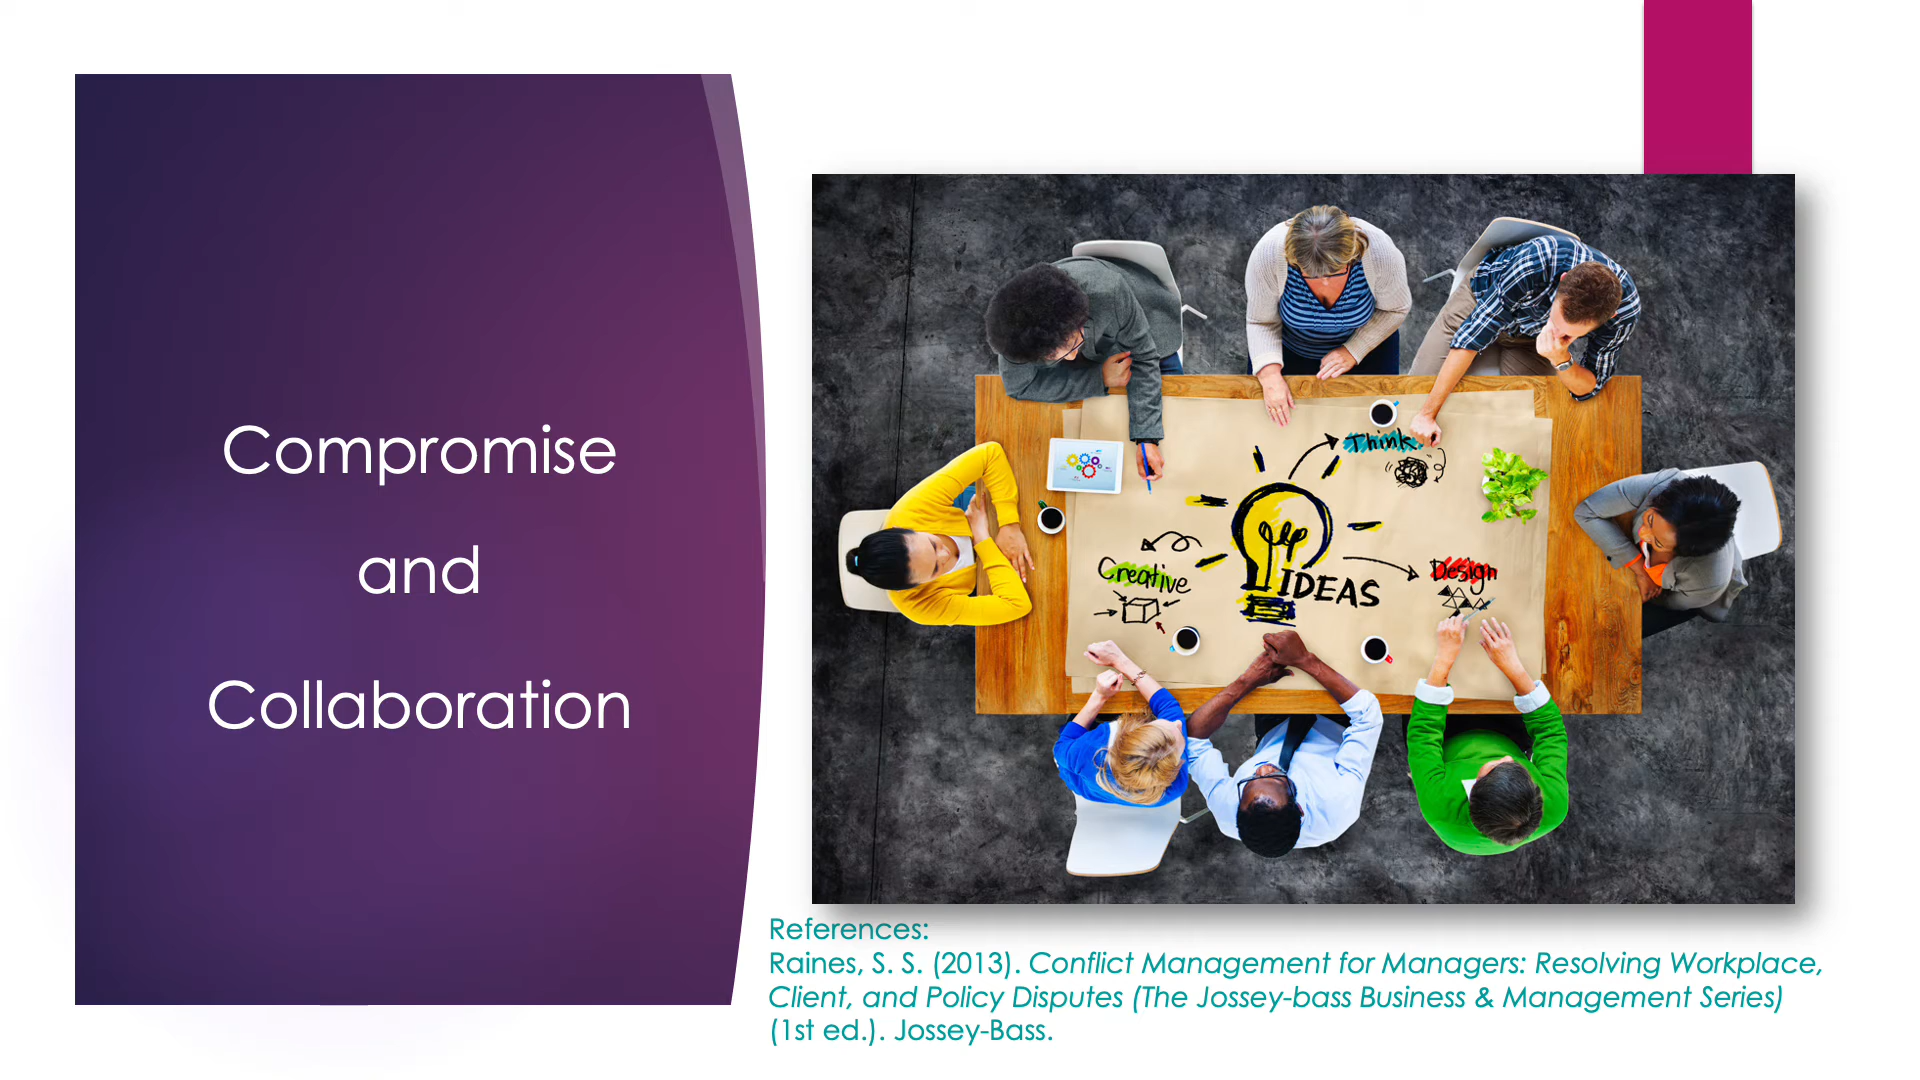 Compromise
and
Collaboration
Think
Creative
IDEAS
Design
References:
Raines, S. S. (2013). Conflict Management for Managers: Resolving Workplace,
Client, and Policy Disputes (The Jossey-bass Business & Management Series)
(1st ed.). Jossey-Bass.